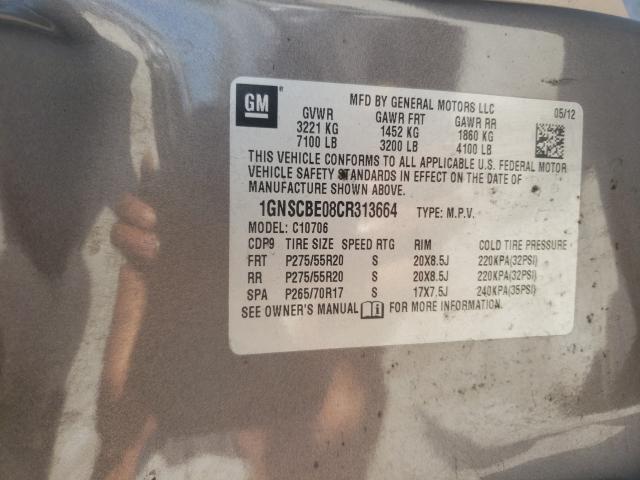 GM ®
MFD BY GENERAL MOTORS LLC
05/12
GVWR GAWR FRT GAWR RR
3221 KG 1452 KG 1860 KG
7100 LB 3200 LB 4100 LB
THIS VEHICLE CONFORMS TO ALL APPLICABLE U.S. FEDERAL MOTOR
VEHICLE SAFETY STANDARDS IN EFFECT ON THE DATE OF
MANUFACTURE SHOWN ABOVE.
1GNSCBE08CR313664 TYPE: M.P.V.
MODEL: C10706
CDP9 TIRE SIZE SPEED RTG RIM COLD TIRE PRESSURE
FRT P275/55R20 S 20X8.5J 220KPA(32PSI)
RR P275/55R20 S 20X8.5J 220KPA(32PSI)
SPA P265/70R17 S 17X7.5J 240KPA(35PSI)
SEE OWNER'S MANUAL FOR MORE INFORMATION.